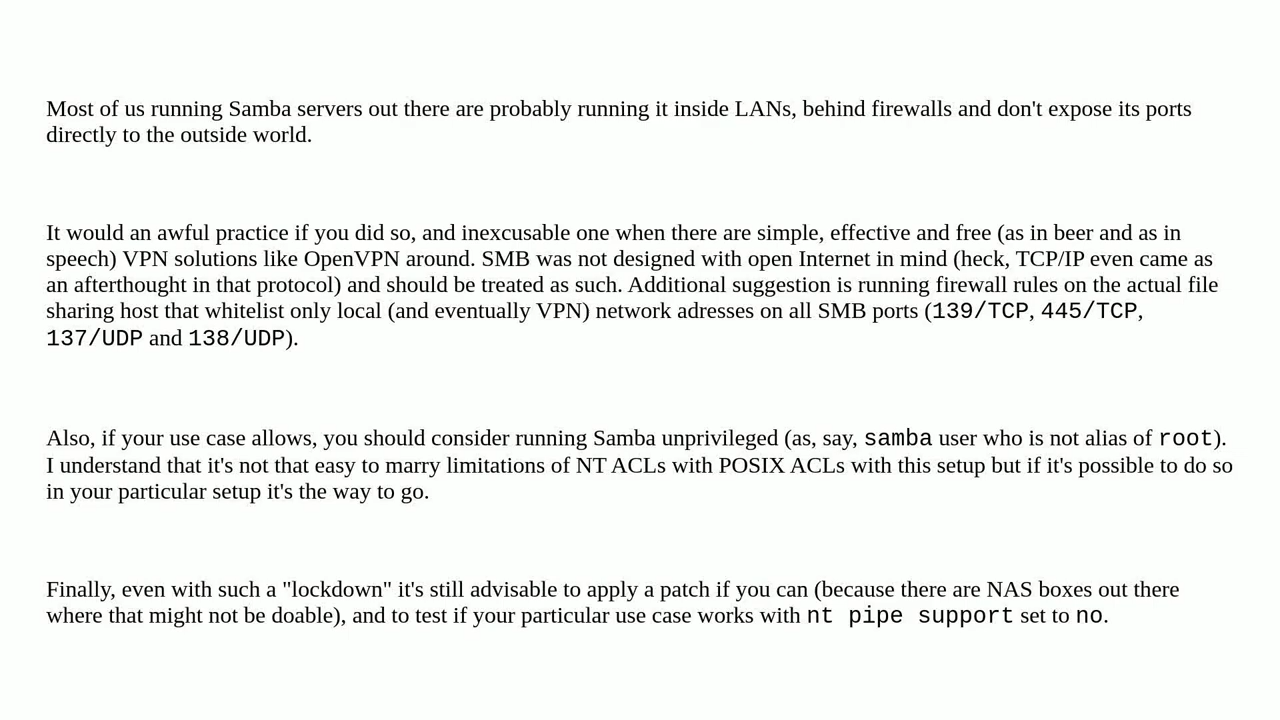 Most of us running Samba servers out there are probably running it inside LANs, behind firewalls and don't expose its ports
directly to the outside world.
It would an awful practice if you did so, and inexcusable one when there are simple, effective and free (as in beer and as in
speech) VPN solutions like OpenVPN around. SMB was not designed with open Internet in mind (heck, TCP/IP even came as
an afterthought in that protocol) and should be treated as such. Additional suggestion is running firewall rules on the actual file
sharing host that whitelist only local (and eventually VPN) network adresses on all SMB ports (139/TCP, 445/TCP,
137/UDP and 138/UDP).
Also, if your use case allows, you should consider running Samba unprivileged (as, say, samba user who is not alias of root).
I understand that it's not that easy to marry limitations of NT ACLs with POSIX ACLs with this setup but if it's possible to do so
in your particular setup it's the way to go.
Finally, even with such a "lockdown" it's still advisable to apply a patch if you can (because there are NAS boxes out there
where that might not be doable), and to test if your particular use case works with nt pipe support set to no.